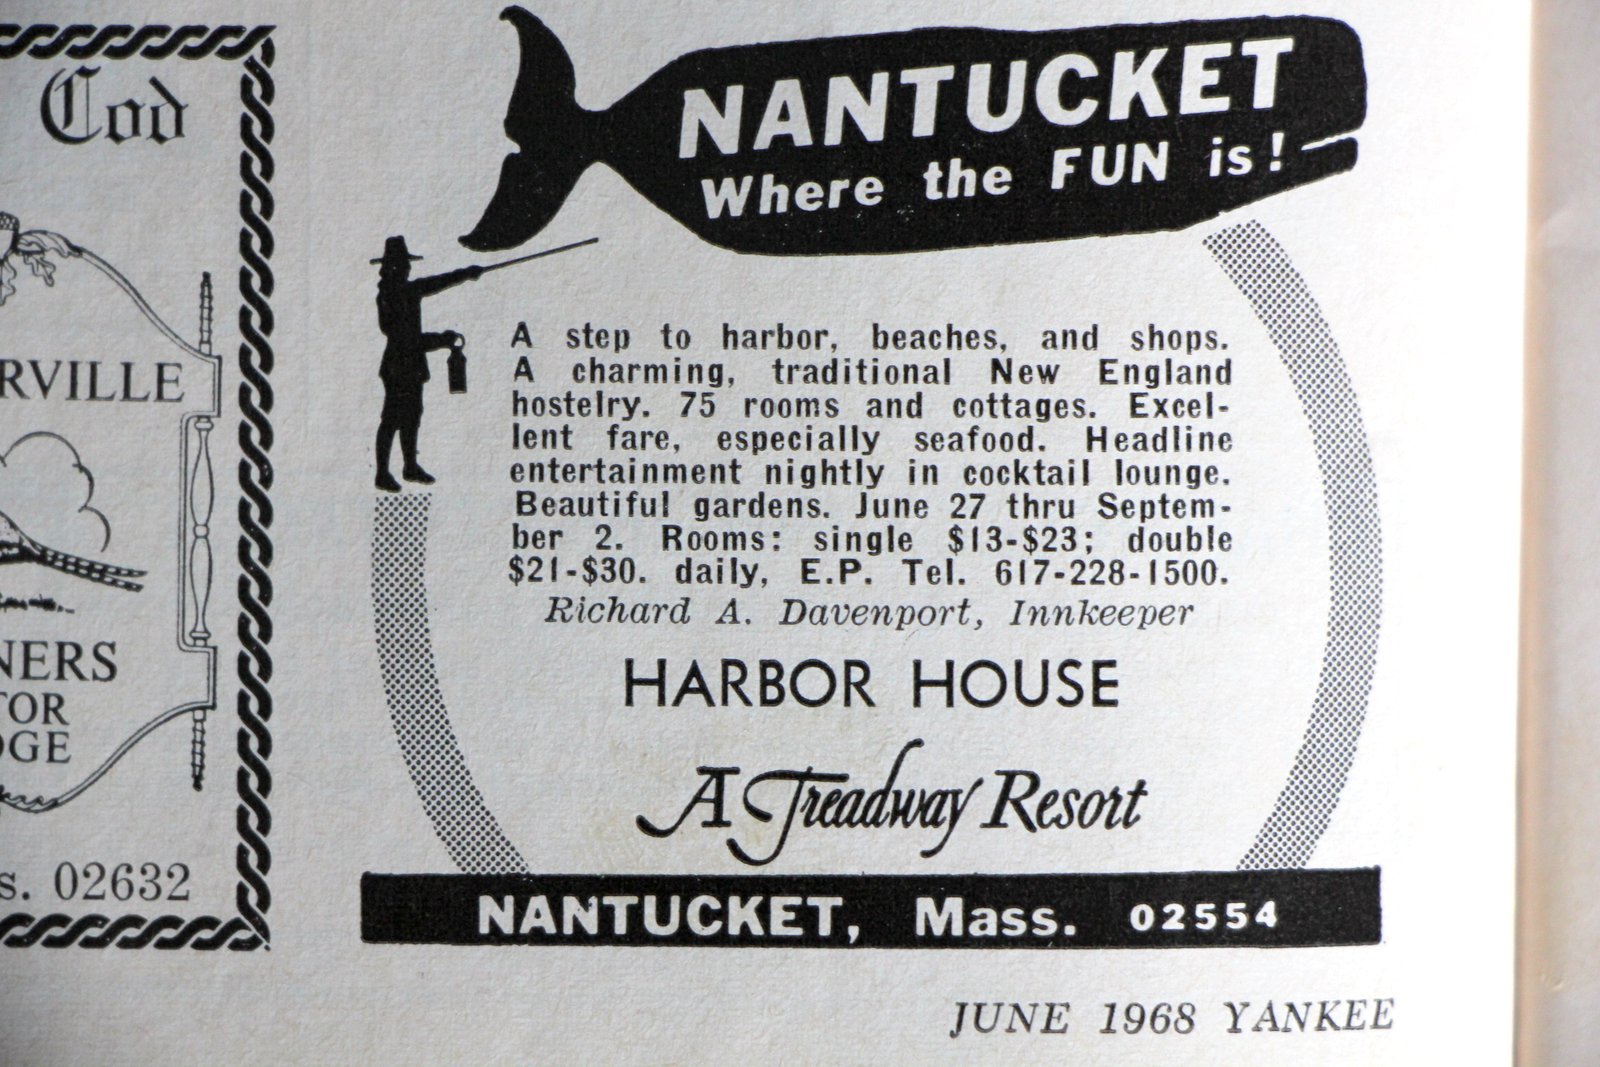 Cod
RVILLE
NERS
TOR
DGE
s. 02632
NANTUCKET
Where the FUN is!
A step to harbor, beaches, and shops.
A charming, traditional New England
hostelry. 75 rooms and cottages. Excel-
lent fare, especially seafood. Headline
entertainment nightly in cocktail lounge.
Beautiful gardens. June 27 thru Septem-
ber 2. Rooms: single $13-$23; double
$21-$30. daily, E.P. Tel. 617-228-1500.
Richard A. Davenport, Innkeeper
HARBOR HOUSE
A Treadway Resort
NANTUCKET, Mass. 02554
JUNE 1968 YANKEE